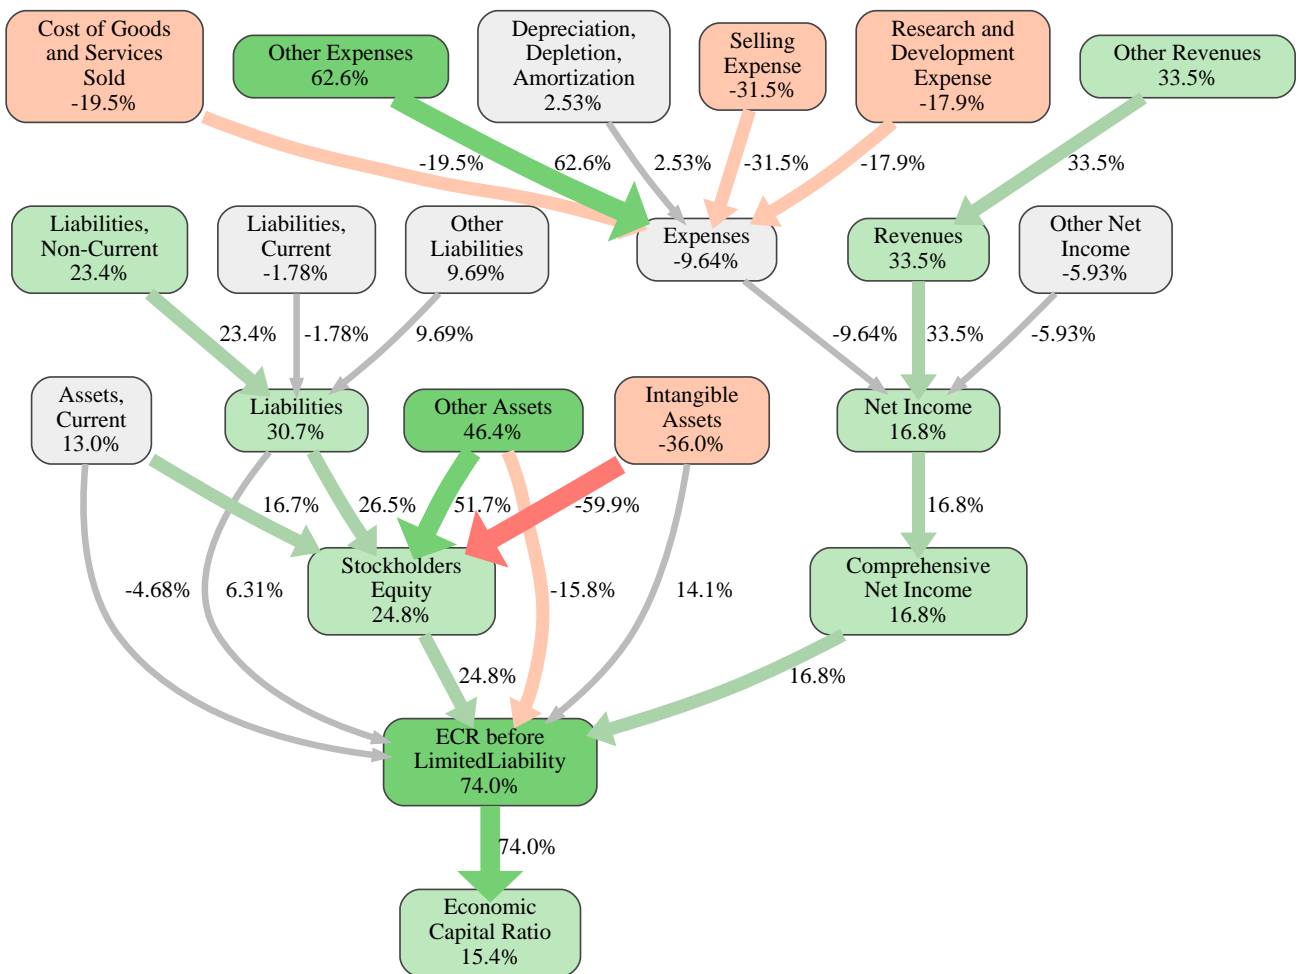 Cost of Goods
and Services
Sold
-19.5%
Other Expenses
62.6%
Depreciation,
Depletion,
Amortization
2.53%
Selling
Expense
-31.5%
Research and
Development
Expense
-17.9%
Other Revenues
33.5%
-19.5%
62.6%
2.53%
-31.5%
-17.9%
33.5%
Liabilities,
Non-Current
23.4%
Liabilities,
Current
-1.78%
Other
Liabilities
9.69%
Expenses
-9.64%
Revenues
33.5%
Other Net
Income
-5.93%
23.4%
-1.78%
9.69%
-9.64%
33.5%
-5.93%
Assets,
Current
13.0%
Liabilities
30.7%
Other Assets
46.4%
Intangible
Assets
-36.0%
Net Income
16.8%
16.7%
26.5%
51.7%
-59.9%
16.8%
Stockholders
Equity
24.8%
Comprehensive
Net Income
16.8%
-4.68%
6.31%
-15.8%
14.1%
24.8%
16.8%
ECR before
LimitedLiability
74.0%
74.0%
Economic
Capital Ratio
15.4%